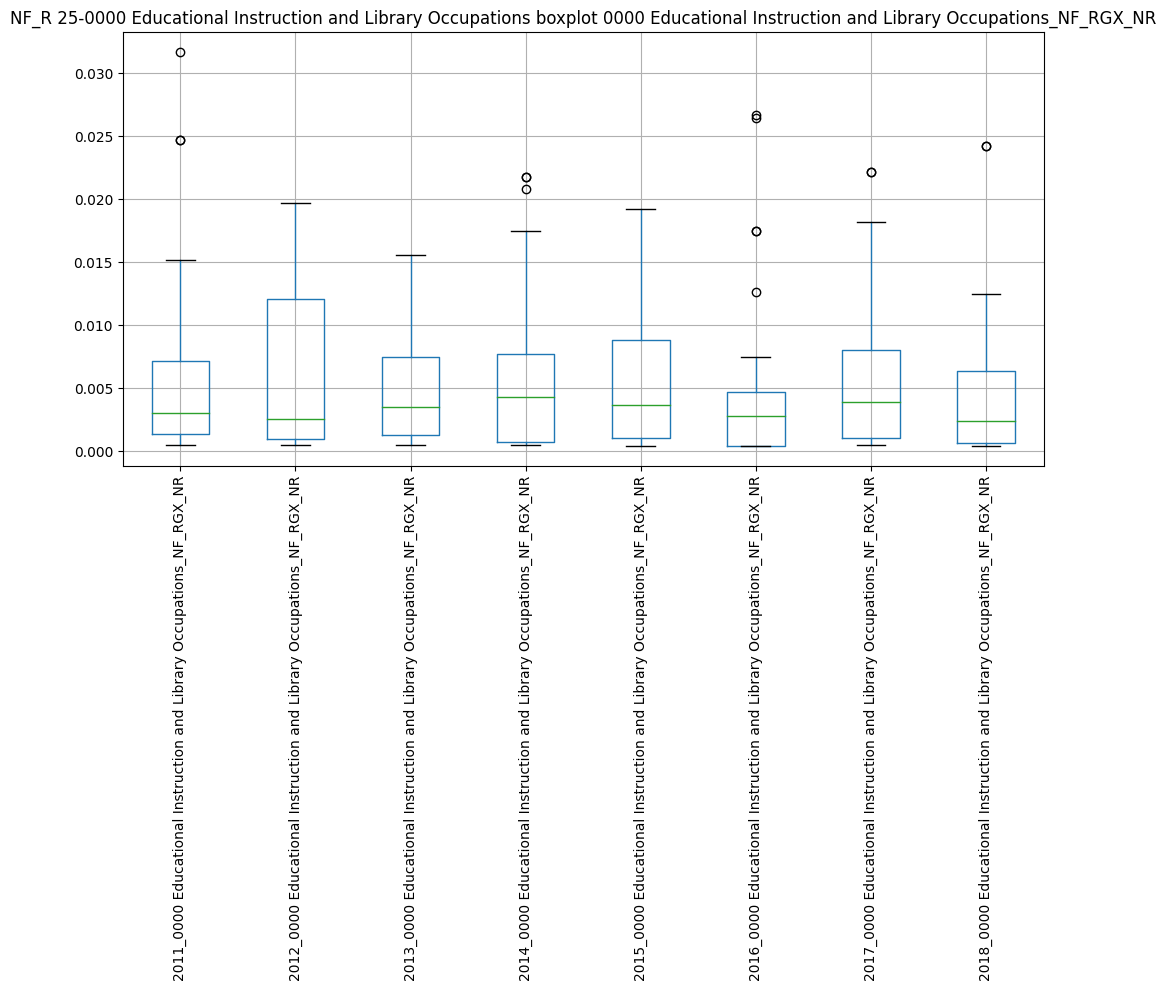 NF_R 25-0000 Educational Instruction and Library Occupations boxplot 0000 Educational Instruction and Library Occupations_NF_RGX_NR
0.030
0.025
0.020
0.015
0.010
0.005
0.000
2011_0000 Educational Instruction and Library Occupations_NF_RGX_NR
2012_0000 Educational Instruction and Library Occupations_NF_RGX_NR
2013_0000 Educational Instruction and Library Occupations_NF_RGX_NR
2014_0000 Educational Instruction and Library Occupations_NF_RGX_NR
2015_0000 Educational Instruction and Library Occupations_NF_RGX_NR
2016_0000 Educational Instruction and Library Occupations_NF_RGX_NR
2017_0000 Educational Instruction and Library Occupations_NF_RGX_NR
2018_0000 Educational Instruction and Library Occupations_NF_RGX_NR